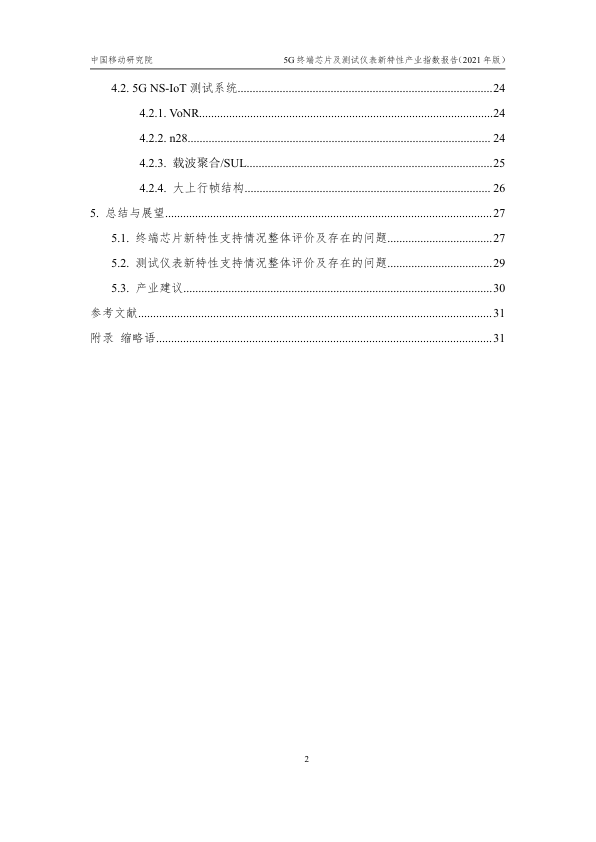 中国移动研究院 5G 终端芯片及测试仪表新特性产业指数报告(2021 年版)
4.2. 5G NS-IoT 测试系统........................................................................................24
4.2.1. VoNR....................................................................................................24
4.2.2. n28....................................................................................................... 24
4.2.3. 载波聚合/SUL.....................................................................................25
4.2.4. 大上行帧结构..................................................................................... 26
5. 总结与展望................................................................................................................27
5.1. 终端芯片新特性支持情况整体评价及存在的问题....................................27
5.2. 测试仪表新特性支持情况整体评价及存在的问题....................................29
5.3. 产业建议..........................................................................................................30
参考文献.........................................................................................................................31
附录 缩略语...................................................................................................................31
2